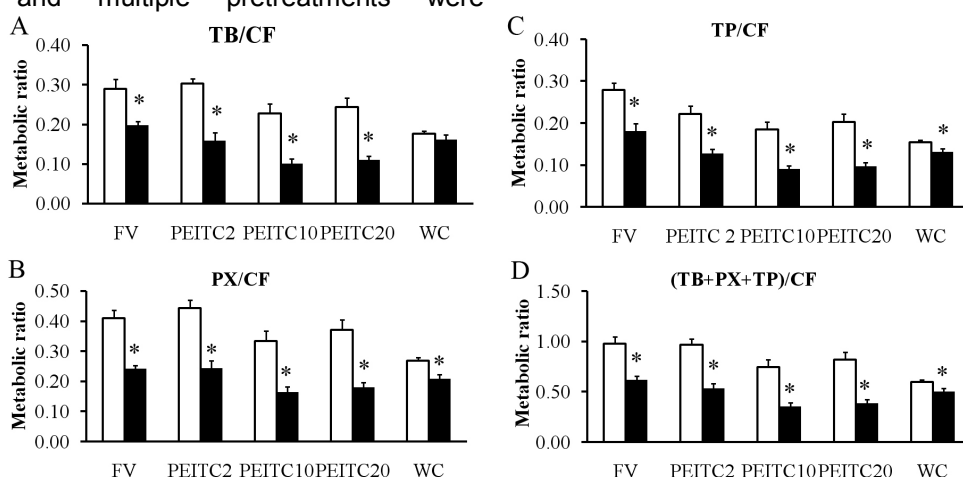 and multiple pretreatments were
A
TB/CF
Metabolic ratio
0.40
0.30
0.20
0.10
0.00
* * * *
FV PEITC2 PEITC10 PEITC20 WC
B
PX/CF
Metabolic ratio
0.50
0.40
0.30
0.20
0.10
0.00
* * * * *
FV PEITC2 PEITC10 PEITC20 WC
C
TP/CF
Metabolic ratio
0.40
0.30
0.20
0.10
0.00
* * * * *
FV PEITC 2 PEITC10 PEITC20 WC
D
(TB+PX+TP)/CF
Metabolic ratio
1.50
1.00
0.50
0.00
* * * * *
FV PEITC2 PEITC10 PEITC20 WC